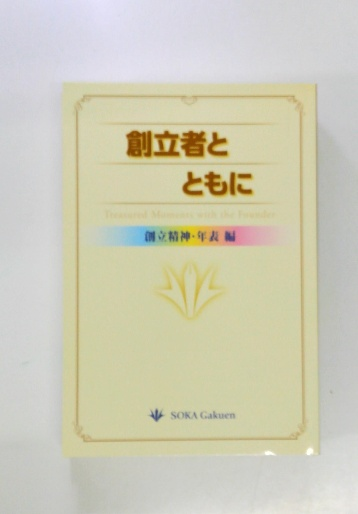 創立者と
ともに
Treasured Moments with the Founder
創立精神・年表 編
SOKA Gakuen